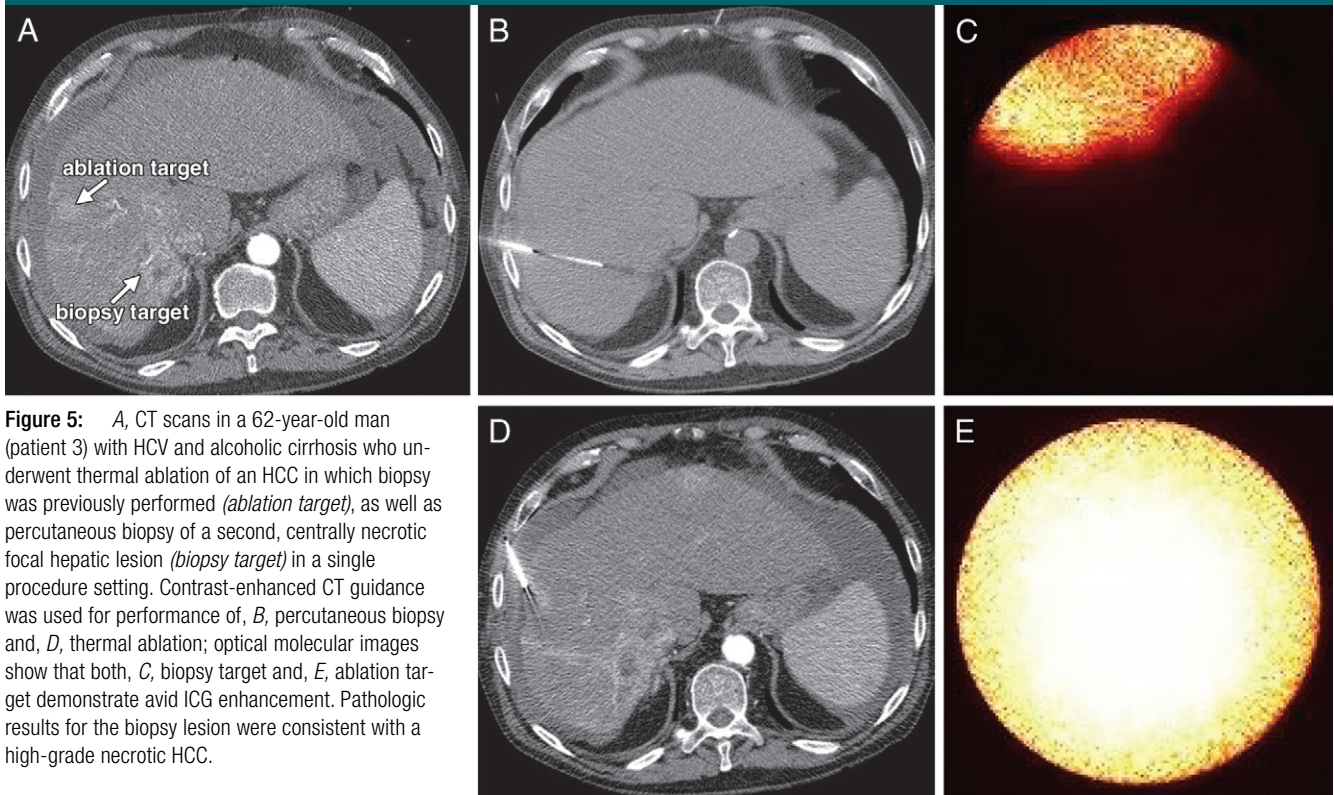 A
B
C
ablation target
biopsy target
Figure 5: A, CT scans in a 62-year-old man
(patient 3) with HCV and alcoholic cirrhosis who un-
derwent thermal ablation of an HCC in which biopsy
was previously performed (ablation target), as well as
percutaneous biopsy of a second, centrally necrotic
focal hepatic lesion (biopsy target) in a single
procedure setting. Contrast-enhanced CT guidance
was used for performance of, B, percutaneous biopsy
and, D, thermal ablation; optical molecular images
show that both, C, biopsy target and, E, ablation tar-
get demonstrate avid ICG enhancement. Pathologic
results for the biopsy lesion were consistent with a
high-grade necrotic HCC.
D
E